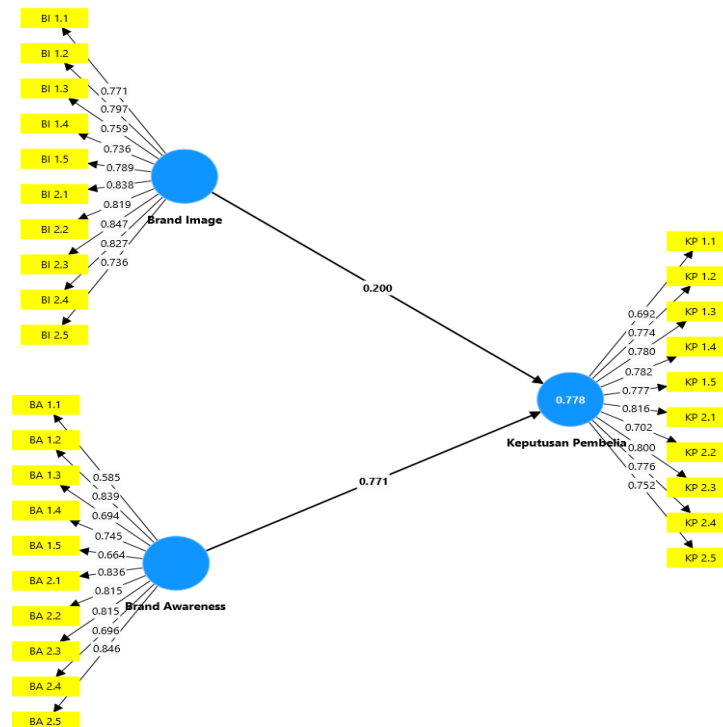 BI 1.1
BI 1.2
BI 1.3
BI 1.4
BI 1.5
BI 2.1
BI 2.2
BI 2.3
BI 2.4
BI 2.5
0.771
0.797
0.759
0.736
0.789
0.838
0.819
0.847
0.827
0.736
Brand Image
0.200
BA 1.1
BA 1.2
BA 1.3
BA 1.4
BA 1.5
BA 2.1
BA 2.2
BA 2.3
BA 2.4
BA 2.5
0.585
0.839
0.694
0.745
0.664
0.836
0.815
0.815
0.696
0.846
Brand Awareness
0.771
0.778
Keputusan Pembelia
0.692
0.774
0.780
0.782
0.777
0.816
0.702
0.800
0.776
0.752
KP 1.1
KP 1.2
KP 1.3
KP 1.4
KP 1.5
KP 2.1
KP 2.2
KP 2.3
KP 2.4
KP 2.5